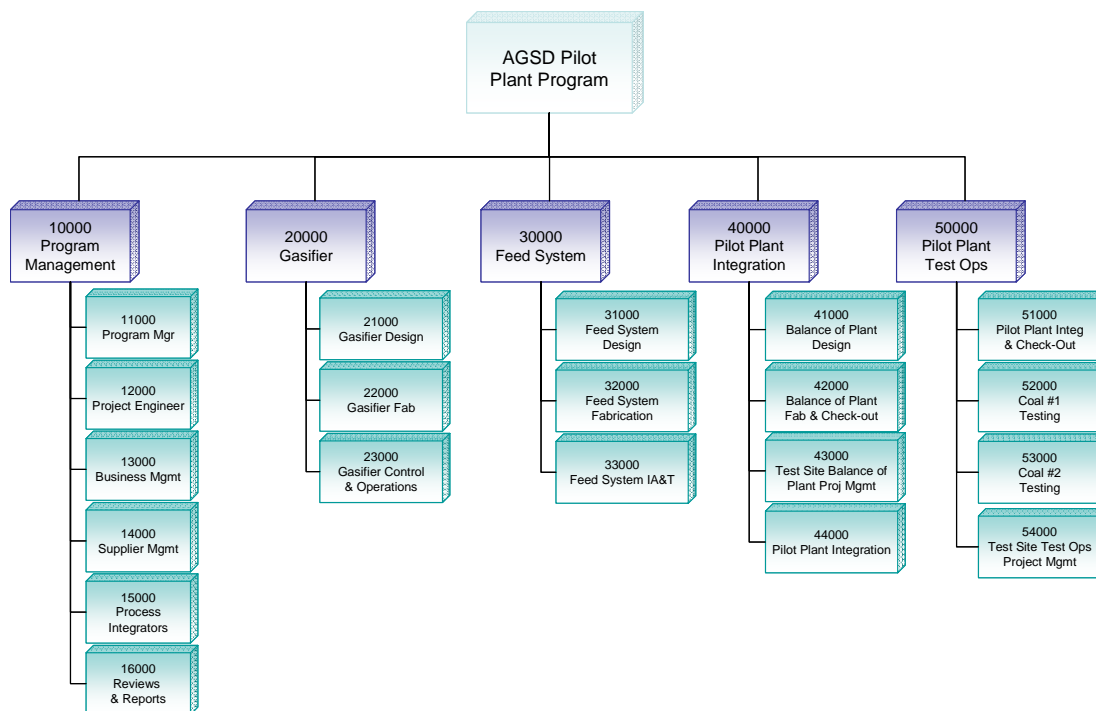 AGSD Pilot
Plant Program
10000
Program
Management
11000
Program Mgr
12000
Project Engineer
13000
Business Mgmt
14000
Supplier Mgmt
15000
Process
Integrators
16000
Reviews
& Reports
20000
Gasifier
21000
Gasifier Design
22000
Gasifier Fab
23000
Gasifier Control
& Operations
30000
Feed System
31000
Feed System
Design
32000
Feed System
Fabrication
33000
Feed System IA&T
40000
Pilot Plant
Integration
41000
Balance of Plant
Design
42000
Balance of Plant
Fab & Check-out
43000
Test Site Balance of
Plant Proj Mgmt
44000
Pilot Plant Integration
50000
Pilot Plant
Test Ops
51000
Pilot Plant Integ
& Check-Out
52000
Coal #1
Testing
53000
Coal #2
Testing
54000
Test Site Test Ops
Project Mgmt